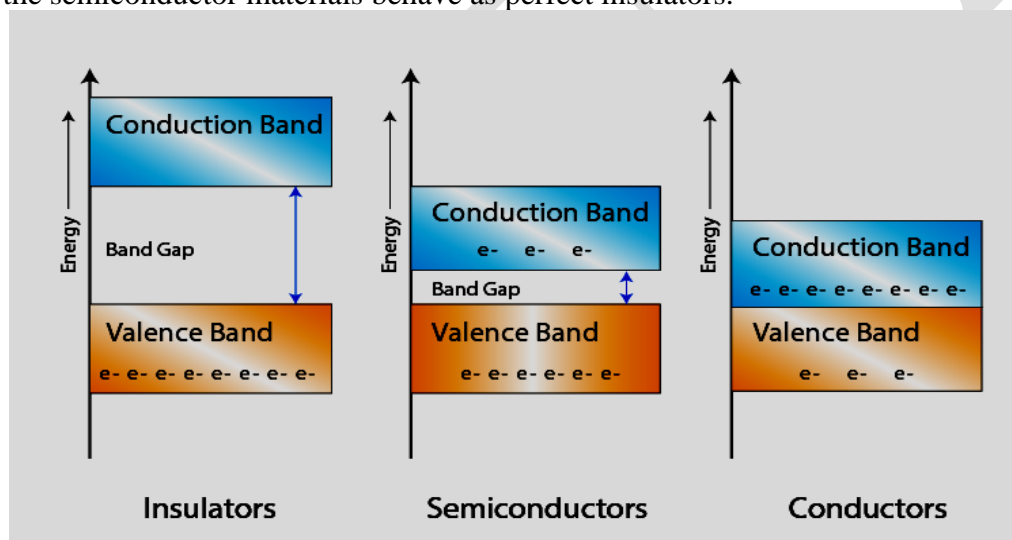 the semiconductor materials behave as perfect insulators.
Energy
Conduction Band
Band Gap
Valence Band
e- e- e- e- e- e- e- e-
Insulators
Energy
Conduction Band
e- e- e-
Band Gap
Valence Band
e- e- e- e- e- e-
Semiconductors
Energy
Conduction Band
e- e- e- e- e- e- e- e-
Valence Band
e- e- e-
Conductors